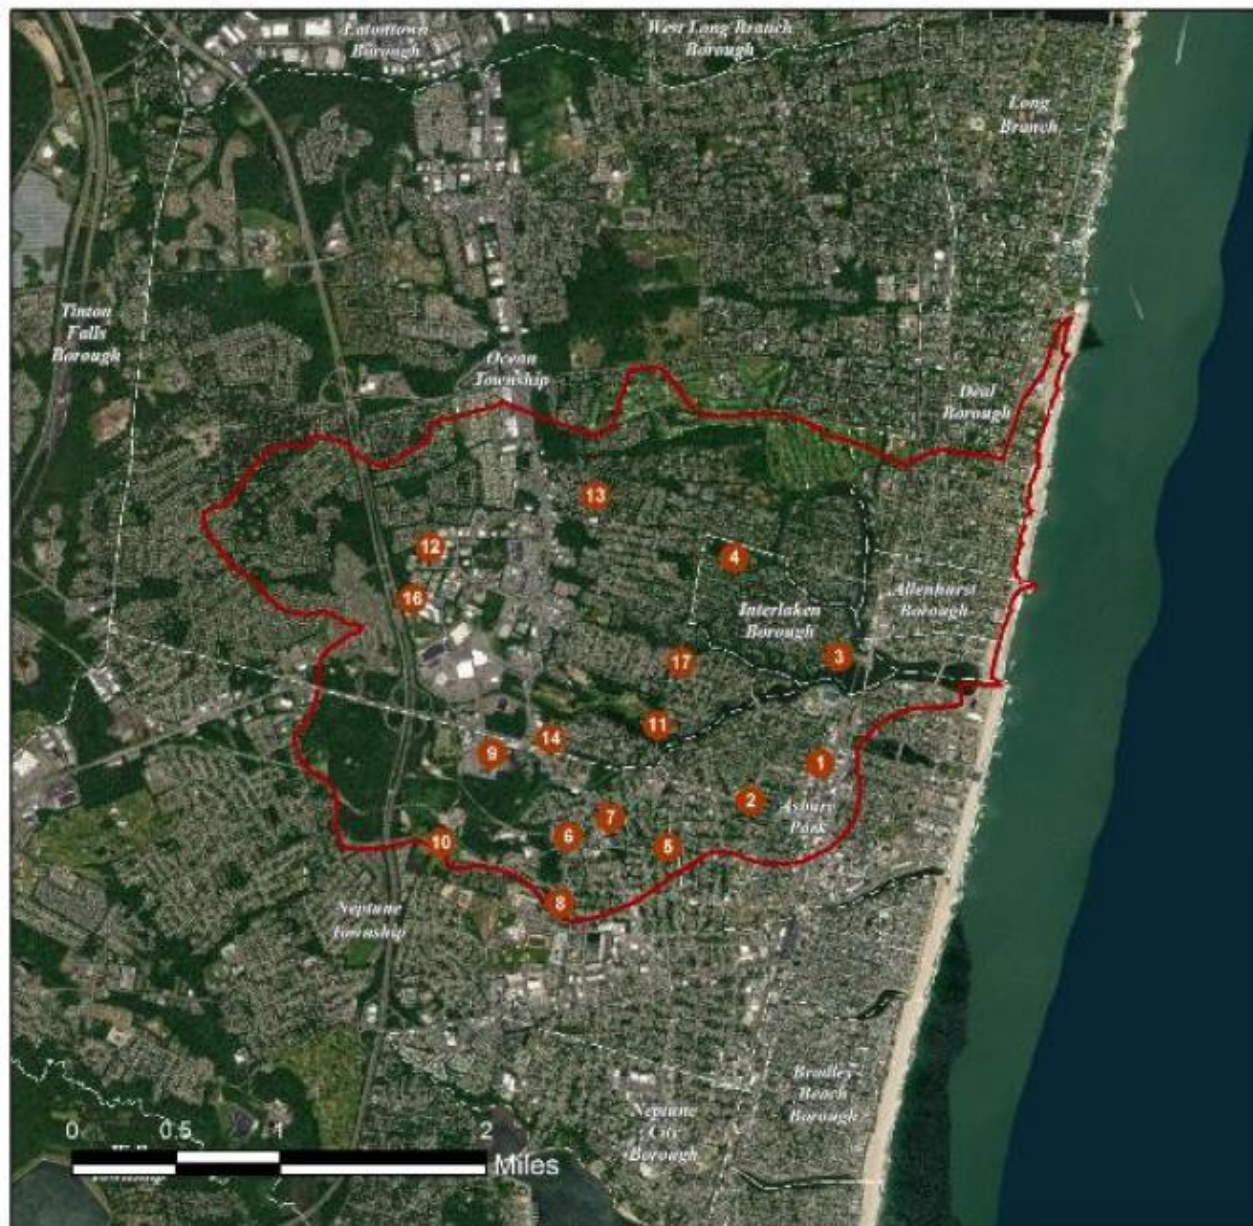 Eatontown
Borough
West Long Branch
Borough
Long
Branch
Tinton
Falls
Borough
Ocean
Township
Deal
Borough
13
12
4
16
Allenhurst
Borough
Interlaken
Borough
3
17
11
14
9
1
2
Asbury
Park
7
6
5
10
8
Neptune
Township
Bradley
Beach
Borough
Neptune
City
Borough
0 0.5 1 2
Miles
Township